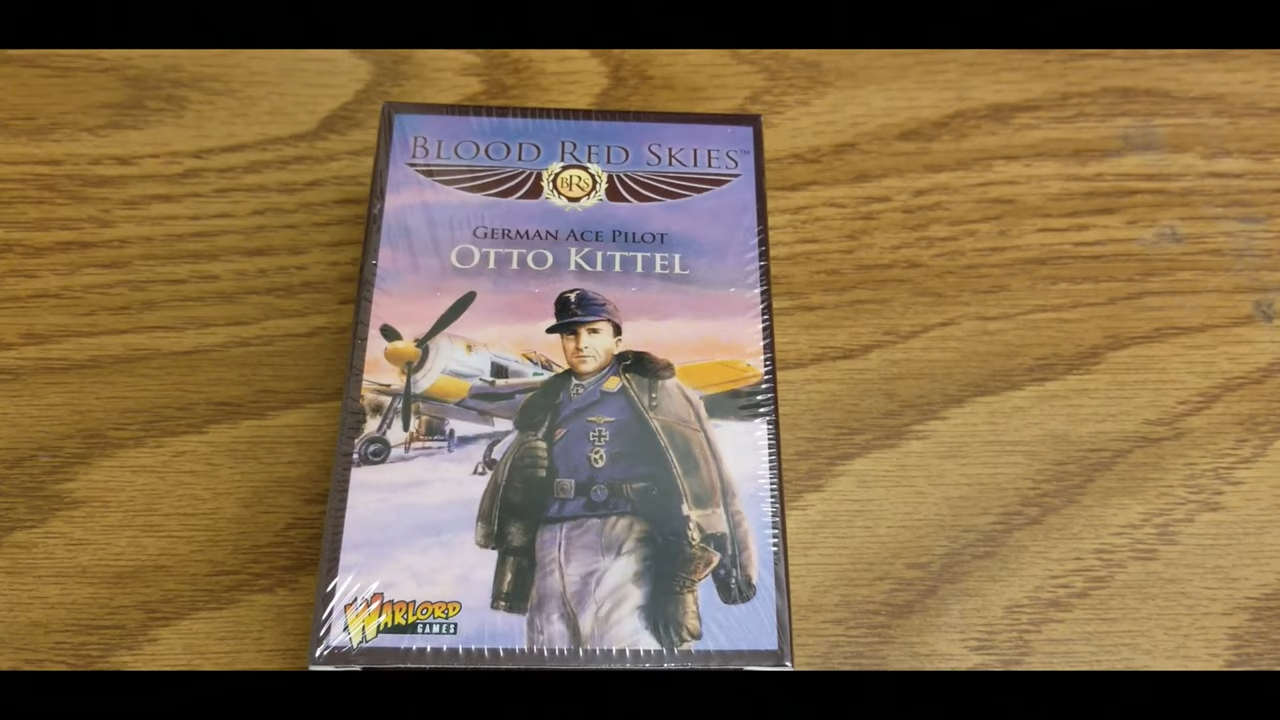 BLOOD RED SKIES™
BRS
GERMAN ACE PILOT
OTTO KITTEL
WARLORD
GAMES